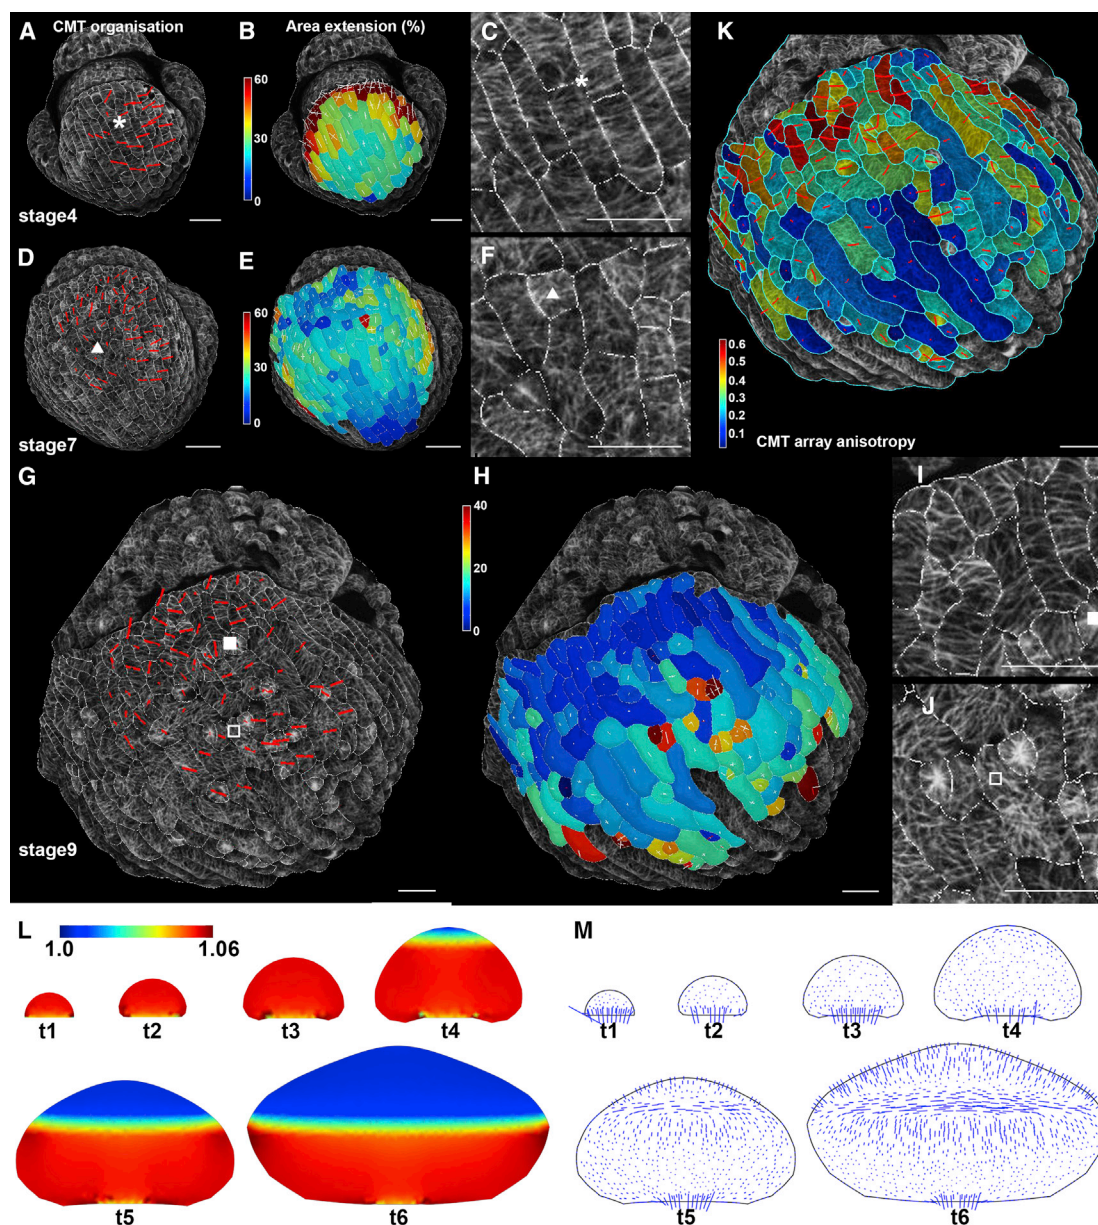 A CMT organisation
B Area extension (%)
C
K
60
30
0
stage4
D
E
F
60
30
0
stage7
0.6
0.5
0.4
0.3
0.2
0.1
CMT array anisotropy
G
H
I
40
20
0
J
stage9
L
1.0 1.06
M
t1 t2 t3 t4
t1 t2 t3 t4
t5 t6
t5 t6